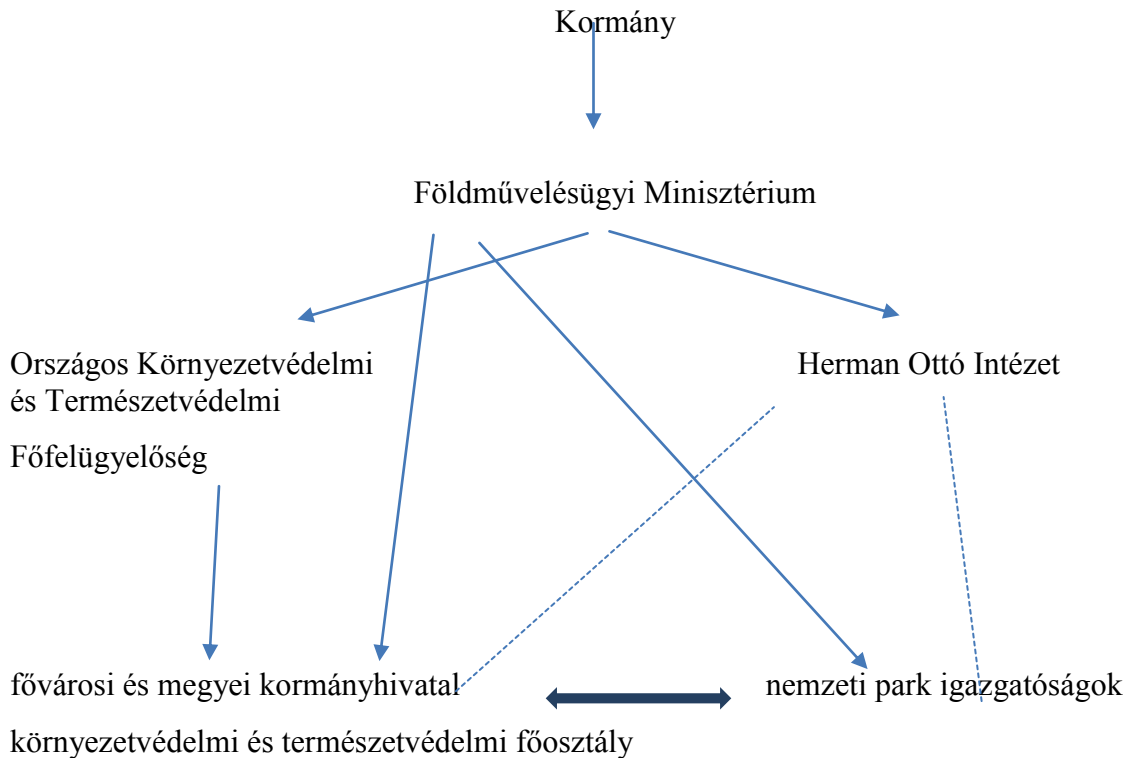 Kormány
Földművelésügyi Minisztérium
Országos Környezetvédelmi
és Természetvédelmi
Főfelügyelőség
Herman Ottó Intézet
fővárosi és megyei kormányhivatal
környezetvédelmi és természetvédelmi főosztály
nemzeti park igazgatóságok